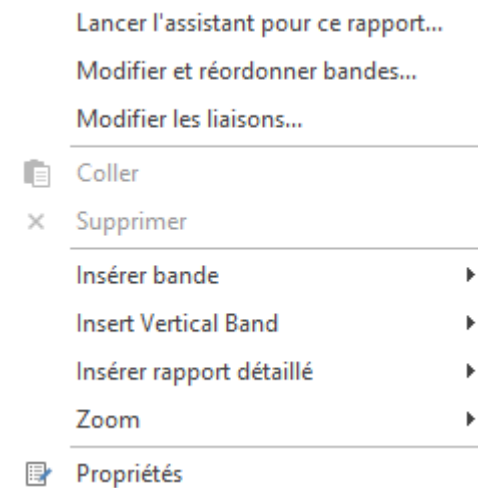 Lancer l'assistant pour ce rapport...
Modifier et réordonner bandes...
Modifier les liaisons...
Coller
Supprimer
Insérer bande
Insert Vertical Band
Insérer rapport détaillé
Zoom
Propriétés